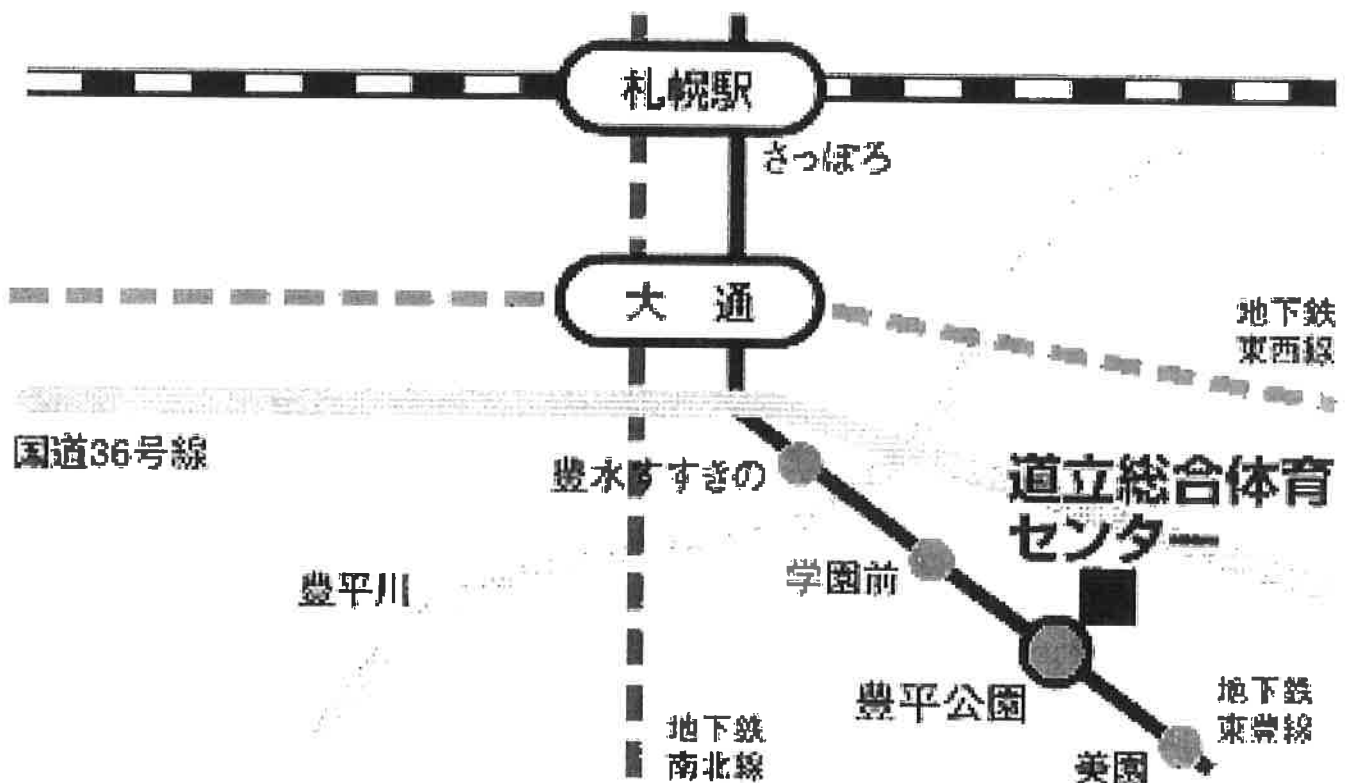 札幌駅
さっぽろ
大通
地下鉄
東西線
国道36号線
豊水すすきの
道立総合体育
センター
学園前
豊平川
豊平公園
地下鉄
東豊線
地下鉄
南北線
美園